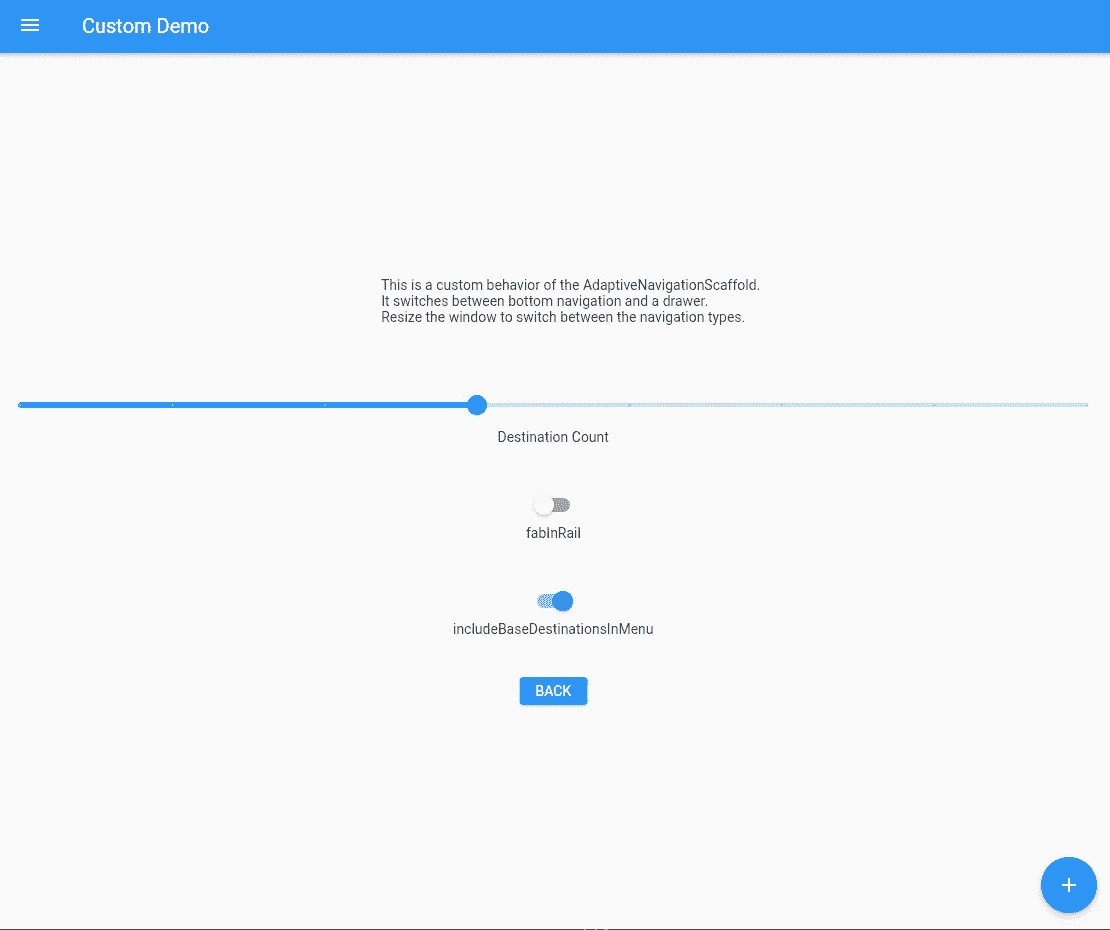 Custom Demo
This is a custom behavior of the AdaptiveNavigationScaffold.
It switches between bottom navigation and a drawer.
Resize the window to switch between the navigation types.
Destination Count
fabInRail
includeBaseDestinationsInMenu
BACK